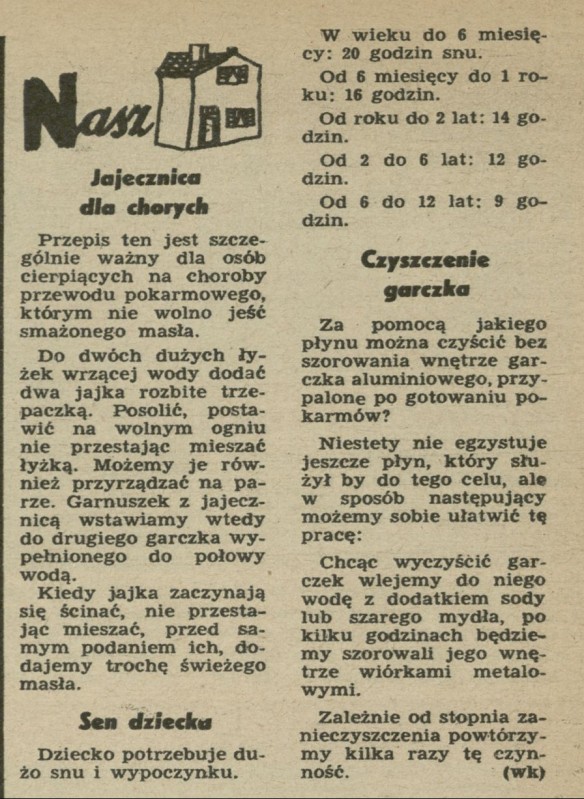 Nasz
Jajecznica
dla chorych
Przepis ten jest szcze-
gólnie ważny dla osób
cierpiących na choroby
przewodu pokarmowego,
którym nie wolno jeść
smażonego masła.
Do dwóch dużych ły-
żek wrzącej wody dodać
dwa jajka rozbite trze-
paczką. Posolić, posta-
wić na wolnym ogniu
nie przestając mieszać
łyżką. Możemy je rów-
nież przyrządzać na pa-
rze. Garnuszek z jajecz-
nicą wstawiamy wtedy
do drugiego garczka wy-
pełnionego do połowy
wodą.
Kiedy jajka zaczynają
się ścinać, nie przesta-
jąc mieszać, przed sa-
mym podaniem ich, do-
dajemy trochę świeżego
masła.
Sen dziecka
Dziecko potrzebuje du-
żo snu i wypoczynku.
W wieku do 6 miesię-
cy: 20 godzin snu.
Od 6 miesięcy do 1 ro-
ku: 16 godzin.
Od roku do 2 lat: 14 go-
dzin.
Od 2 do 6 lat: 12 go-
dzin.
Od 6 do 12 lat: 9 go-
dzin.
Czyszczenie
garczka
Za pomocą jakiego
płynu można czyścić bez
szorowania wnętrze gar-
czka aluminiowego, przy-
palone po gotowaniu po-
karmów?
Niestety nie egzystuje
jeszcze płyn, który słu-
żył by do tego celu, ale
w sposób następujący
możemy sobie ułatwić tę
pracę:
Chcąc wyczyścić gar-
czek wlejemy do niego
wodę z dodatkiem sody
lub szarego mydła, po
kilku godzinach będzie-
my szorowali jego wnę-
trze wiórkami metalo-
wymi.
Zależnie od stopnia za-
nieczyszczenia powtórzy-
my kilka razy tę czyn-
ność. (wk)